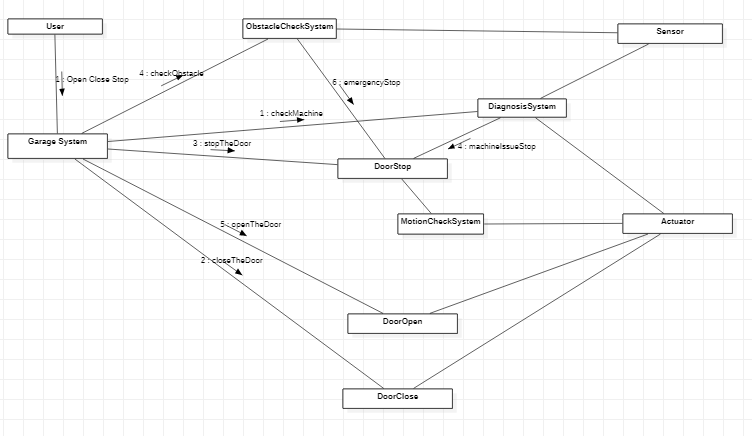 User
ObstacleCheckSystem
Sensor
1 : Open Close Stop
4 : checkObstacle
6 : emergencyStop
DiagnosisSystem
1 : checkMachine
Garage System
3 : stopTheDoor
4 : machineIssueStop
DoorStop
MotionCheckSystem
Actuator
5 : openTheDoor
2 : closeTheDoor
DoorOpen
DoorClose